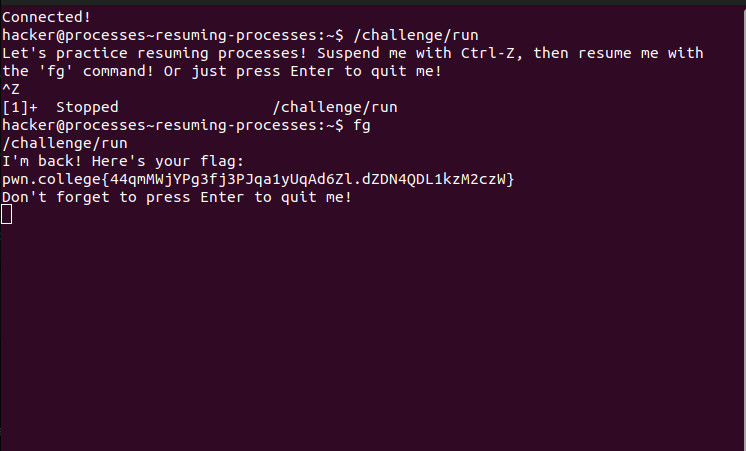 Connected!
hacker@processes~resuming-processes:~$ /challenge/run
Let's practice resuming processes! Suspend me with Ctrl-Z, then resume me with
the 'fg' command! Or just press Enter to quit me!
^Z
[1]+  Stopped                 /challenge/run
hacker@processes~resuming-processes:~$ fg
/challenge/run
I'm back! Here's your flag:
pwn.college{44qmMWjYPg3fj3PJqa1yUqAd6Zl.dZDN4QDL1kzM2czW}
Don't forget to press Enter to quit me!